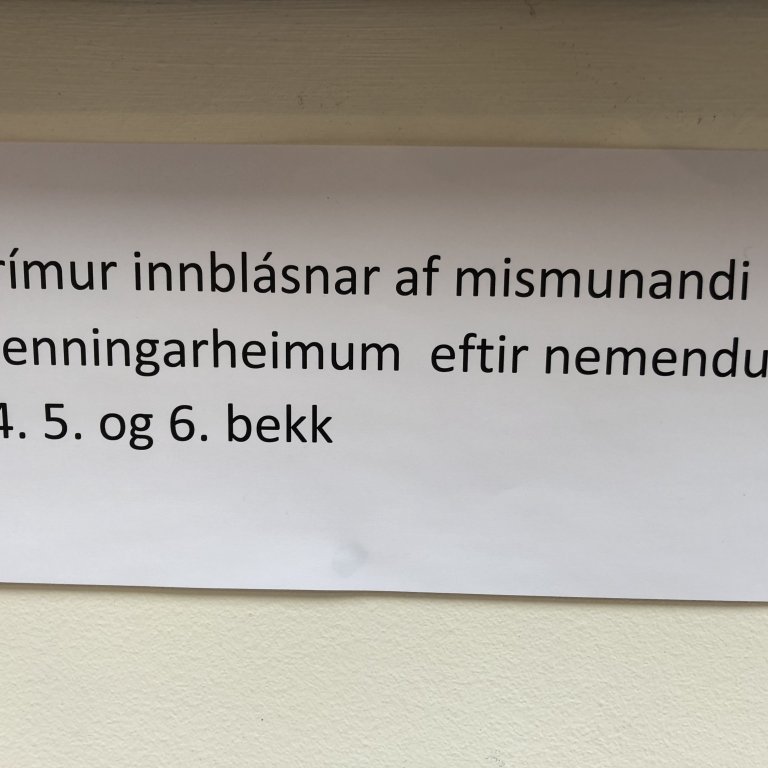 rímur innblásnar af mismunandi
enningarheimum eftir nemendu
4. 5. og 6. bekk